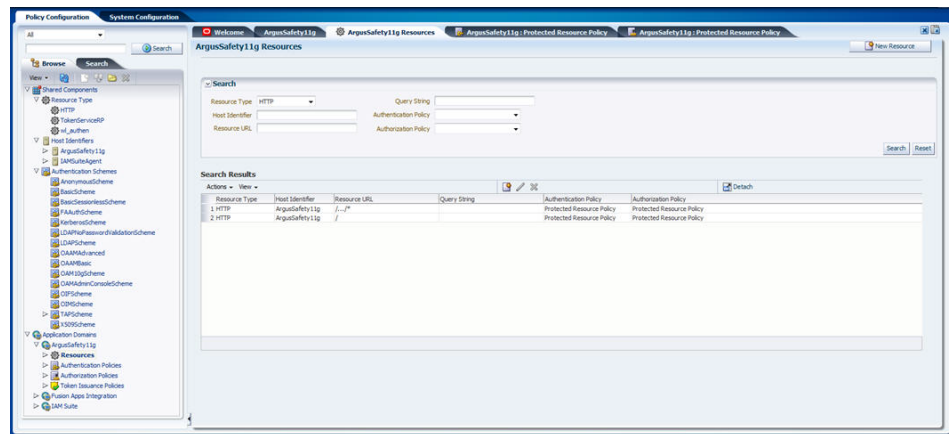 Policy Configuration System Configuration
All
Search
Browse Search
View
Shared Components
Resource Type
HTTP
TokenServiceRP
wl_authen
Host Identifiers
ArgusSafety11g
IAMSuiteAgent
Authentication Schemes
AnonymousScheme
BasicScheme
BasicSessionlessScheme
FAAuthScheme
KerberosScheme
LDAPNoPasswordValidationScheme
LDAPScheme
OAAMAdvanced
OAAMBasic
OAM10gScheme
OAMAdminConsoleScheme
OIFScheme
OIMScheme
TAPScheme
X509Scheme
Application Domains
ArgusSafety11g
Resources
Authentication Policies
Authorization Policies
Token Issuance Policies
Fusion Apps Integration
IAM Suite
Welcome ArgusSafety11g ArgusSafety11g Resources ArgusSafety11g : Protected Resource Policy ArgusSafety11g : Protected Resource Policy
ArgusSafety11g Resources New Resource
Search
Resource Type HTTP Query String
Host Identifier Authentication Policy
Resource URL Authorization Policy
Search Reset
Search Results
Actions View Detach
Resource Type Host Identifier Resource URL Query String Authentication Policy Authorization Policy
1 HTTP ArgusSafety11g /.../* Protected Resource Policy Protected Resource Policy
2 HTTP ArgusSafety11g / Protected Resource Policy Protected Resource Policy